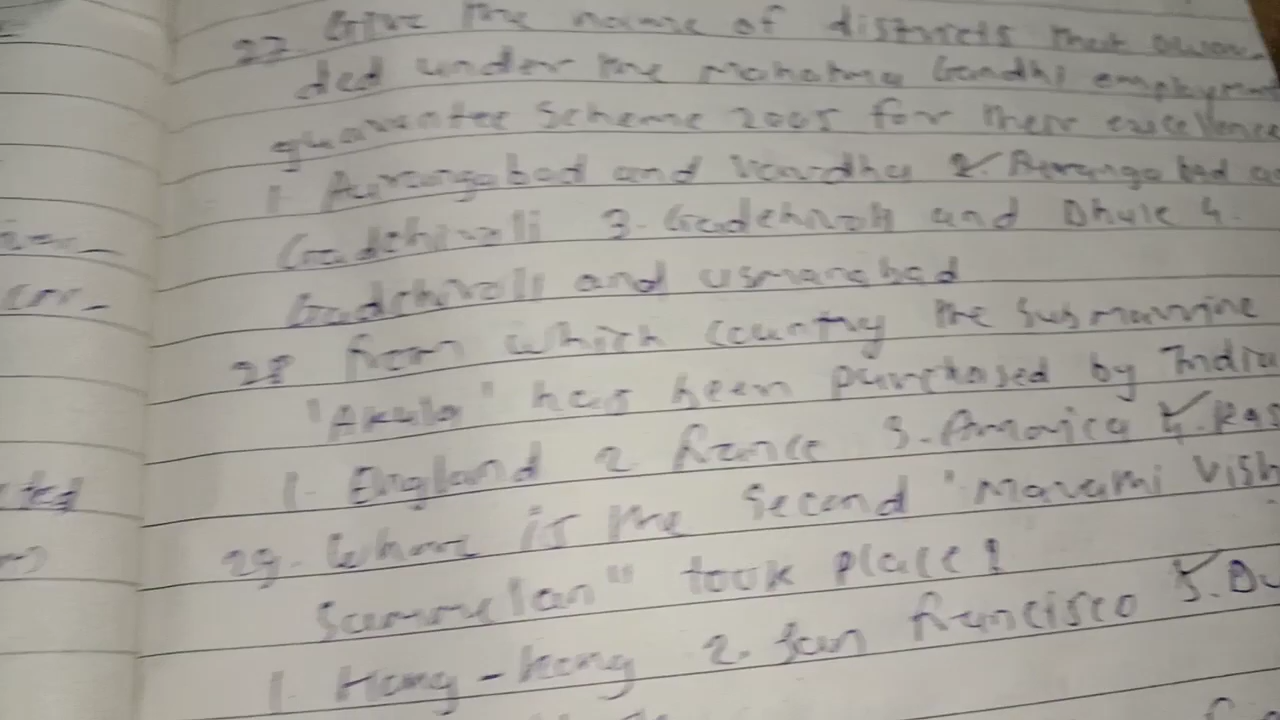 27. Give the name of districts that awar-
ded under the Mahatma Gandhi employment
guarantee scheme 2005 for their excellence
1. Aurangabad and Vardha 2. Aurangabad a
Gadchiroli 3. Gadchiroli and Dhule 4.
Gadchiroli and usmanabad
28 from which country the submarine
"Akula" has been purchased by India
1. England 2. france 3. America 4.
29. Where is the second "Marathi Vish
Sammelan" took place?
1. Hong-kong 2. San francisco 3. Du